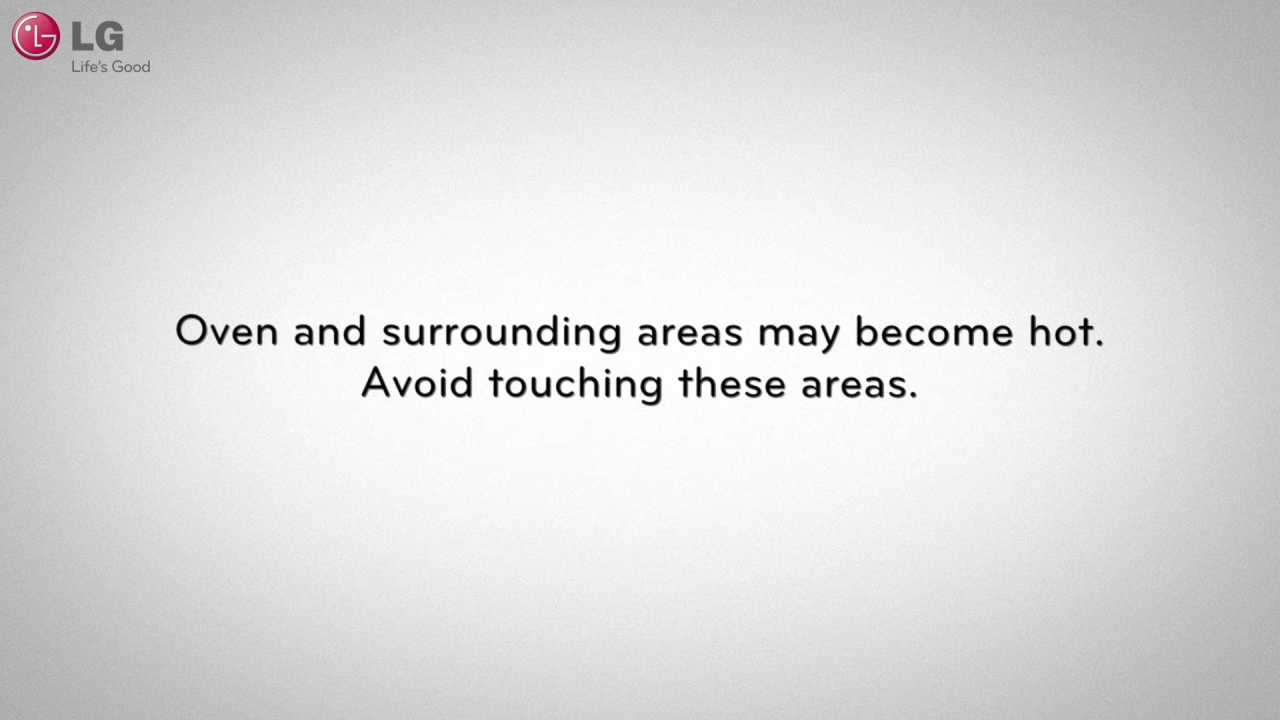 LG
Life's Good
Oven and surrounding areas may become hot.
Avoid touching these areas.